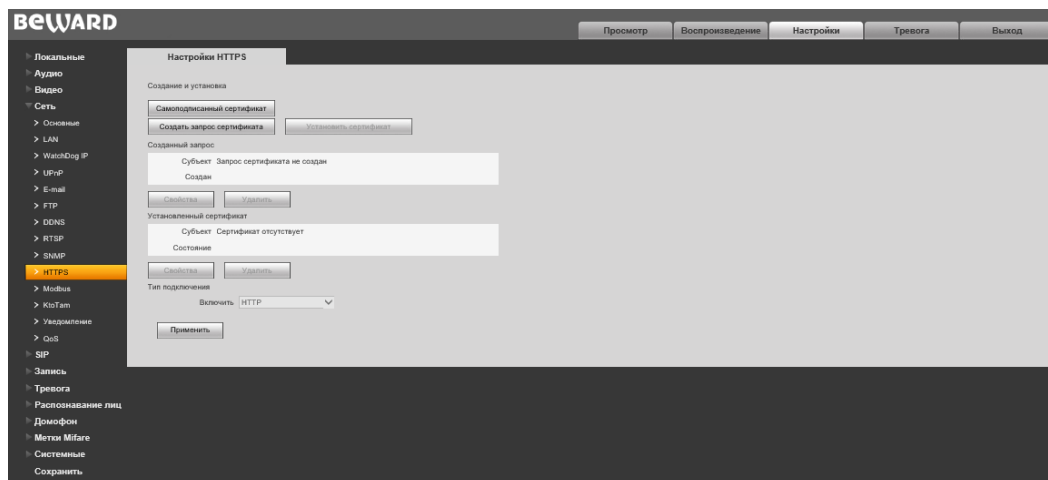 BEWARD
Просмотр
Воспроизведение
Настройки
Тревога
Выход
Локальные
Аудио
Видео
Сеть
Основные
LAN
WatchDog IP
UPnP
E-mail
FTP
DDNS
RTSP
SNMP
HTTPS
Modbus
KtoTam
Уведомление
QoS
SIP
Запись
Тревога
Распознавание лиц
Домофон
Метки Mifare
Системные
Сохранить
Настройки HTTPS
Создание и установка
Самоподписанный сертификат
Создать запрос сертификата
Установить сертификат
Созданный запрос
Субъект Запрос сертификата не создан
Создан
Свойства Удалить
Установленный сертификат
Субъект Сертификат отсутствует
Состояние
Свойства Удалить
Тип подключения
Включить HTTP
Применить